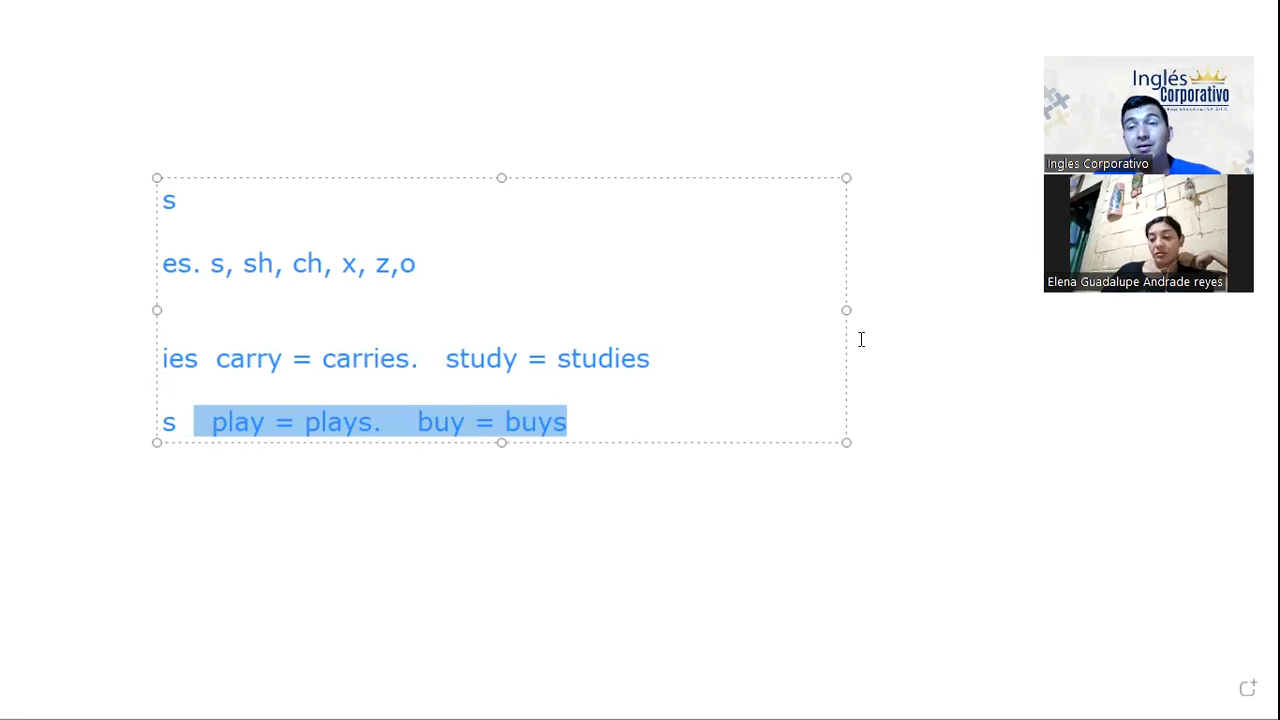 Inglés
Corporativo
Ingles Corporativo
s
es. s, sh, ch, x, z,o
Elena Guadalupe Andrade reyes
ies carry = carries. study = studies
s play = plays. buy = buys